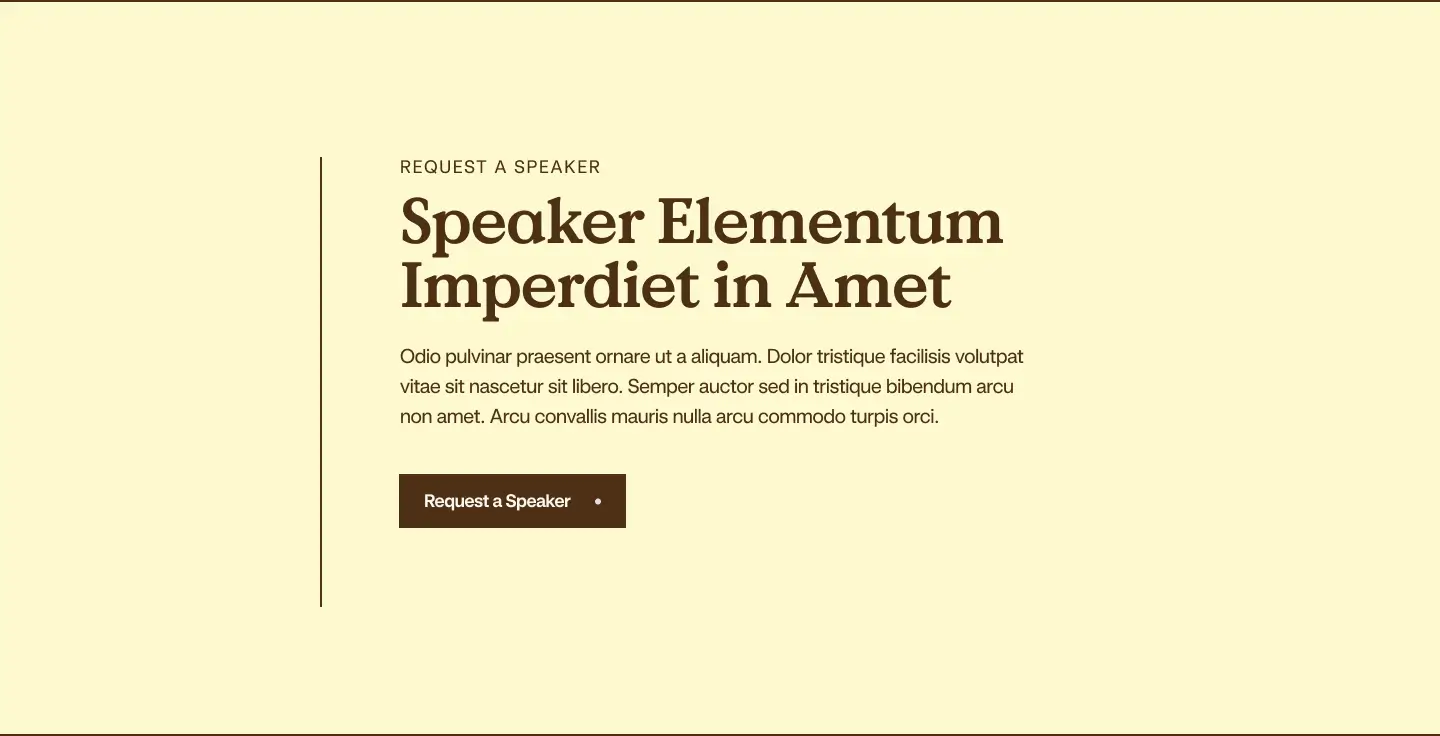 REQUEST A SPEAKER
Speaker Elementum
Imperdiet in Amet
Odio pulvinar praesent ornare ut a aliquam. Dolor tristique facilisis volutpat
vitae sit nascetur sit libero. Semper auctor sed in tristique bibendum arcu
non amet. Arcu convallis mauris nulla arcu commodo turpis orci.
Request a Speaker